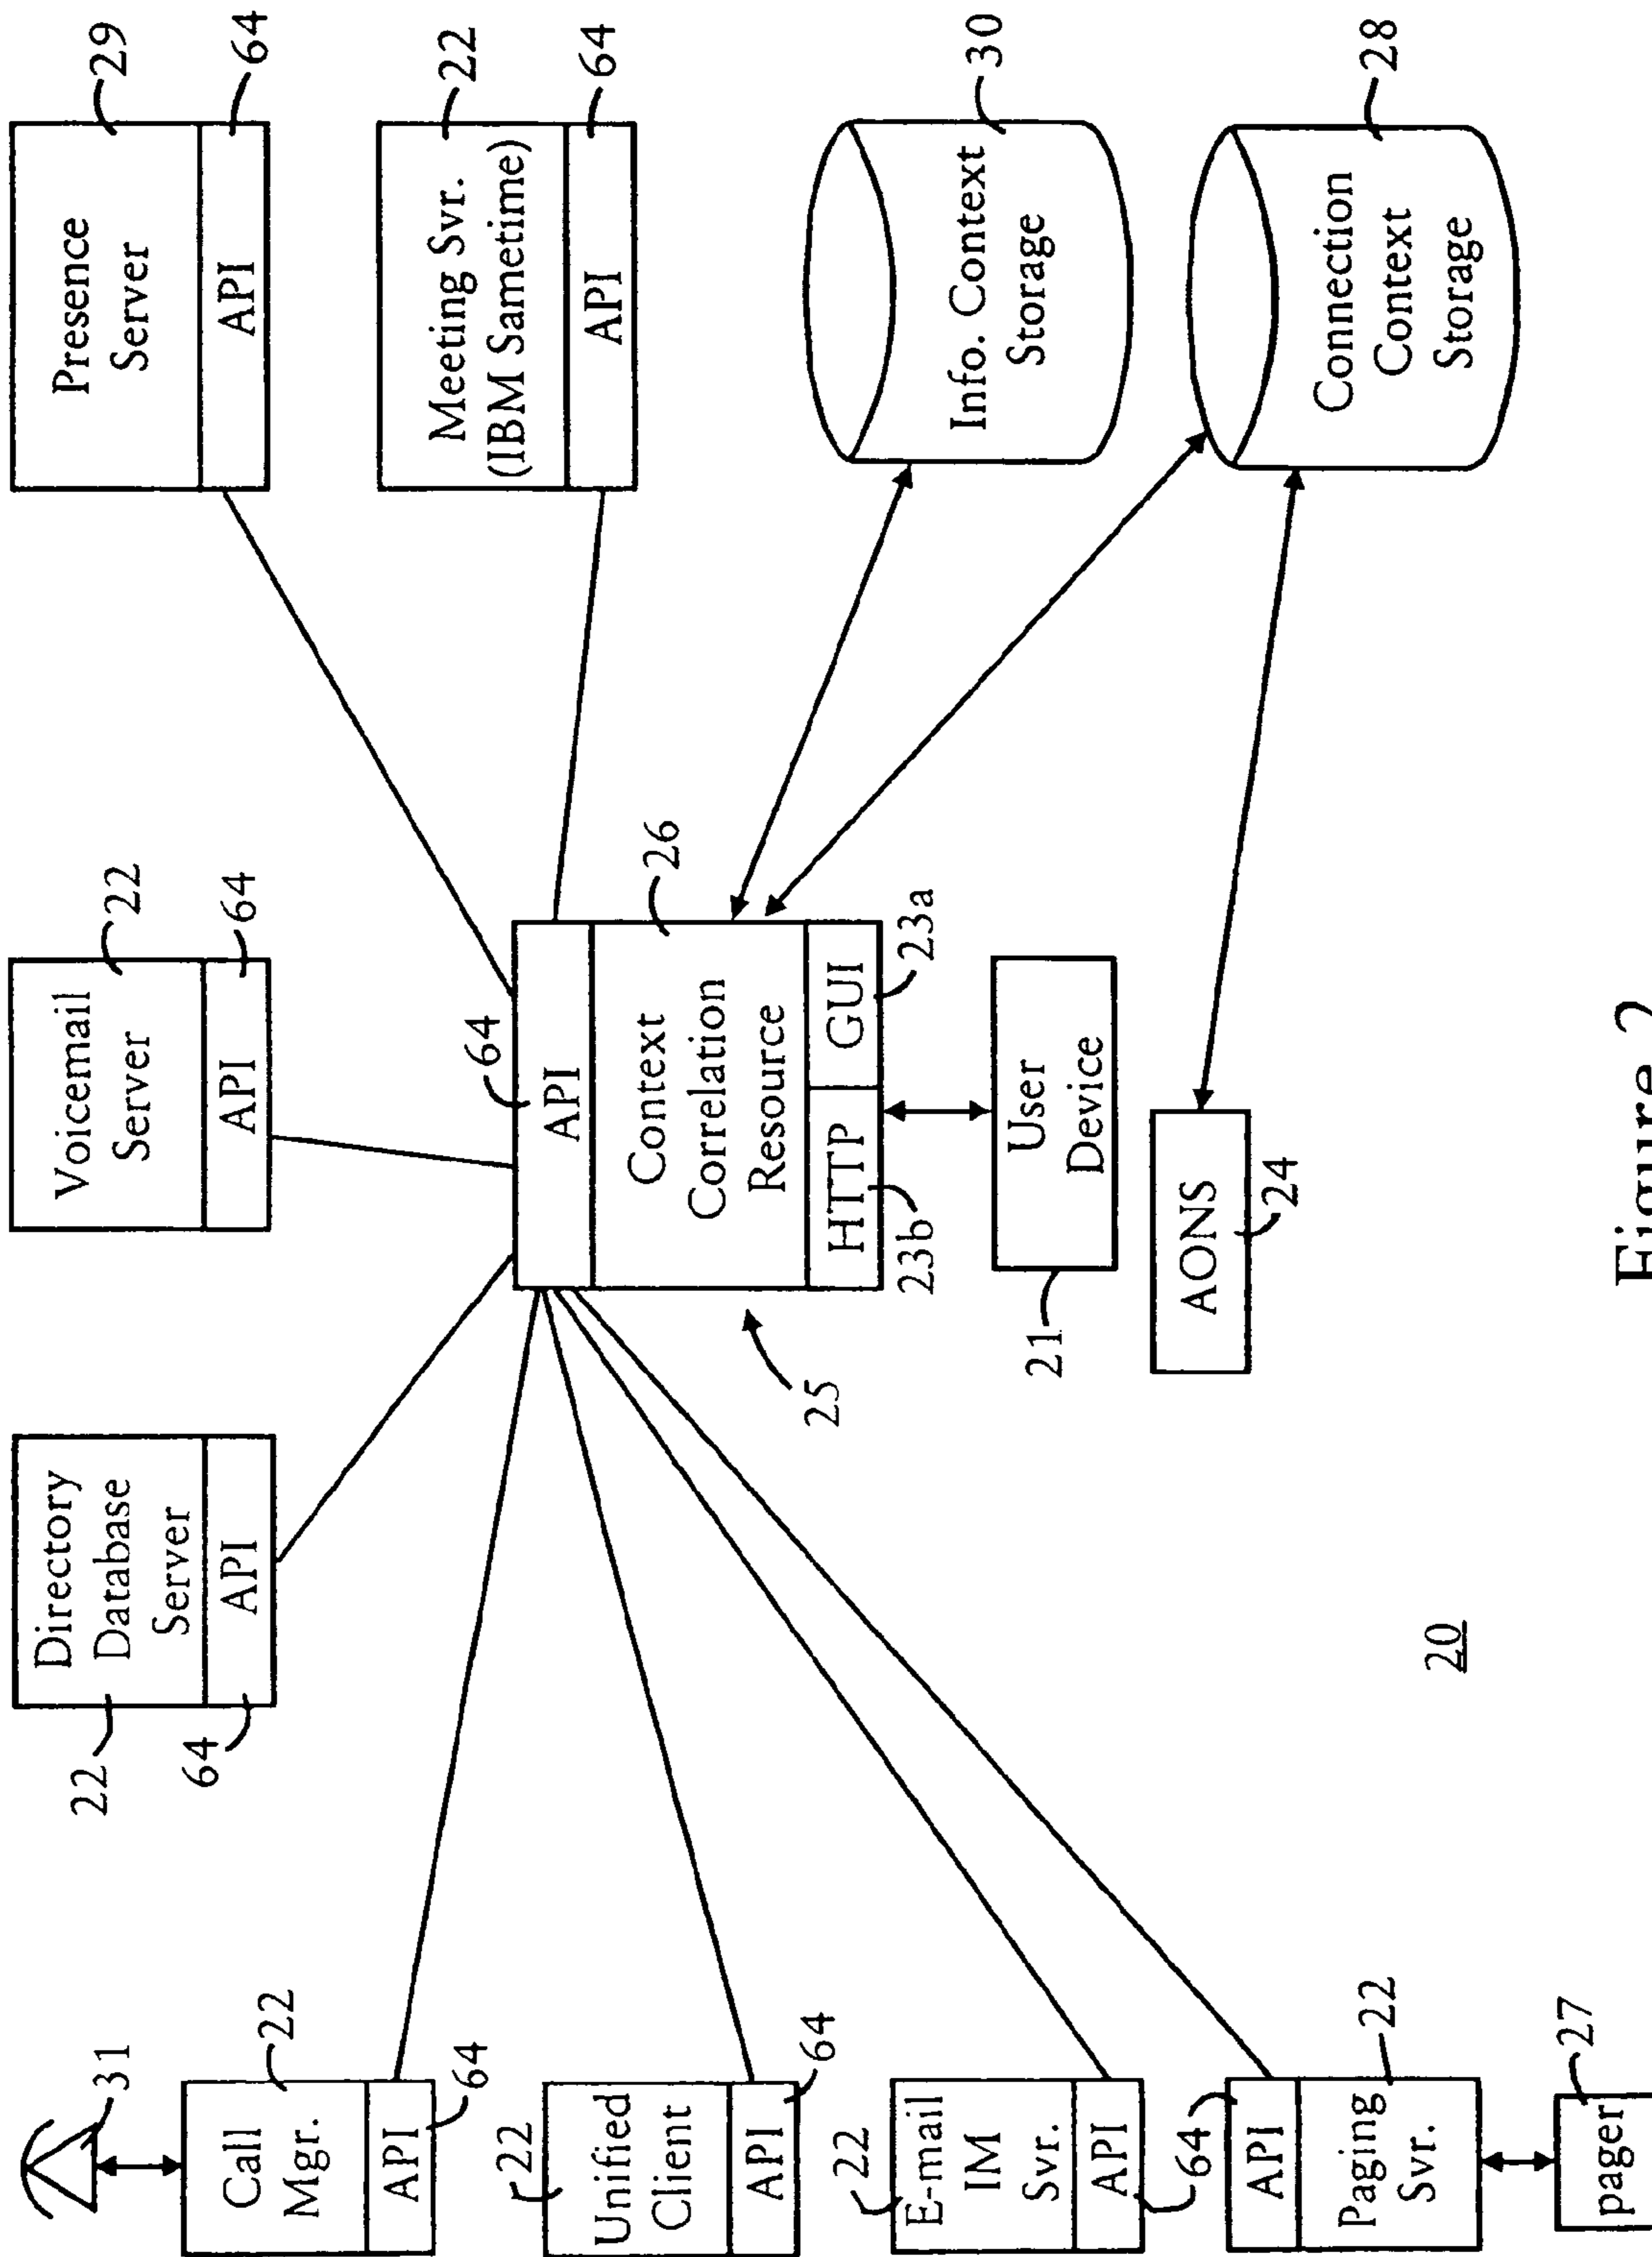 31
Call
Mgr.
22
API
64
22
Unified
Client
API
64
22
E-mail
IM
Svr.
API
64
API
Paging
Svr.
22
pager
27
Directory
Database
Server
22
API
64
Voicemail
Server
22
API
64
Presence
Server
29
API
64
Meeting Svr.
(IBM Sametime)
22
API
64
64
API
Context
Correlation
Resource
26
HTTP
GUI
23b
23a
25
User
Device
21
AONS
24
Info. Context
Storage
30
Connection
Context
Storage
28
20
Figure 2